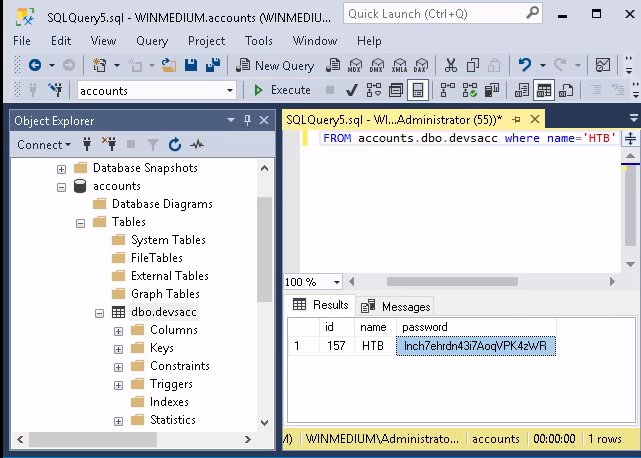 SQLQuery5.sql - WINMEDIUM.accounts (WINMEDIU...
Quick Launch (Ctrl+Q)
File Edit View Query Project Tools Window Help
New Query MDX DMX XMLA DAX
accounts Execute
Object Explorer
Connect
Database Snapshots
accounts
Database Diagrams
Tables
System Tables
FileTables
External Tables
Graph Tables
dbo.devsacc
Columns
Keys
Constraints
Triggers
Indexes
Statistics
SQLQuery5.sql - WI...Administrator (55))*
FROM accounts.dbo.devsacc where name='HTB'
100 %
Results Messages
id name password
1 157 HTB lnch7ehrdn43i7AoqVPK4zWR
M) WINMEDIUM\Administrato... accounts 00:00:00 1 rows